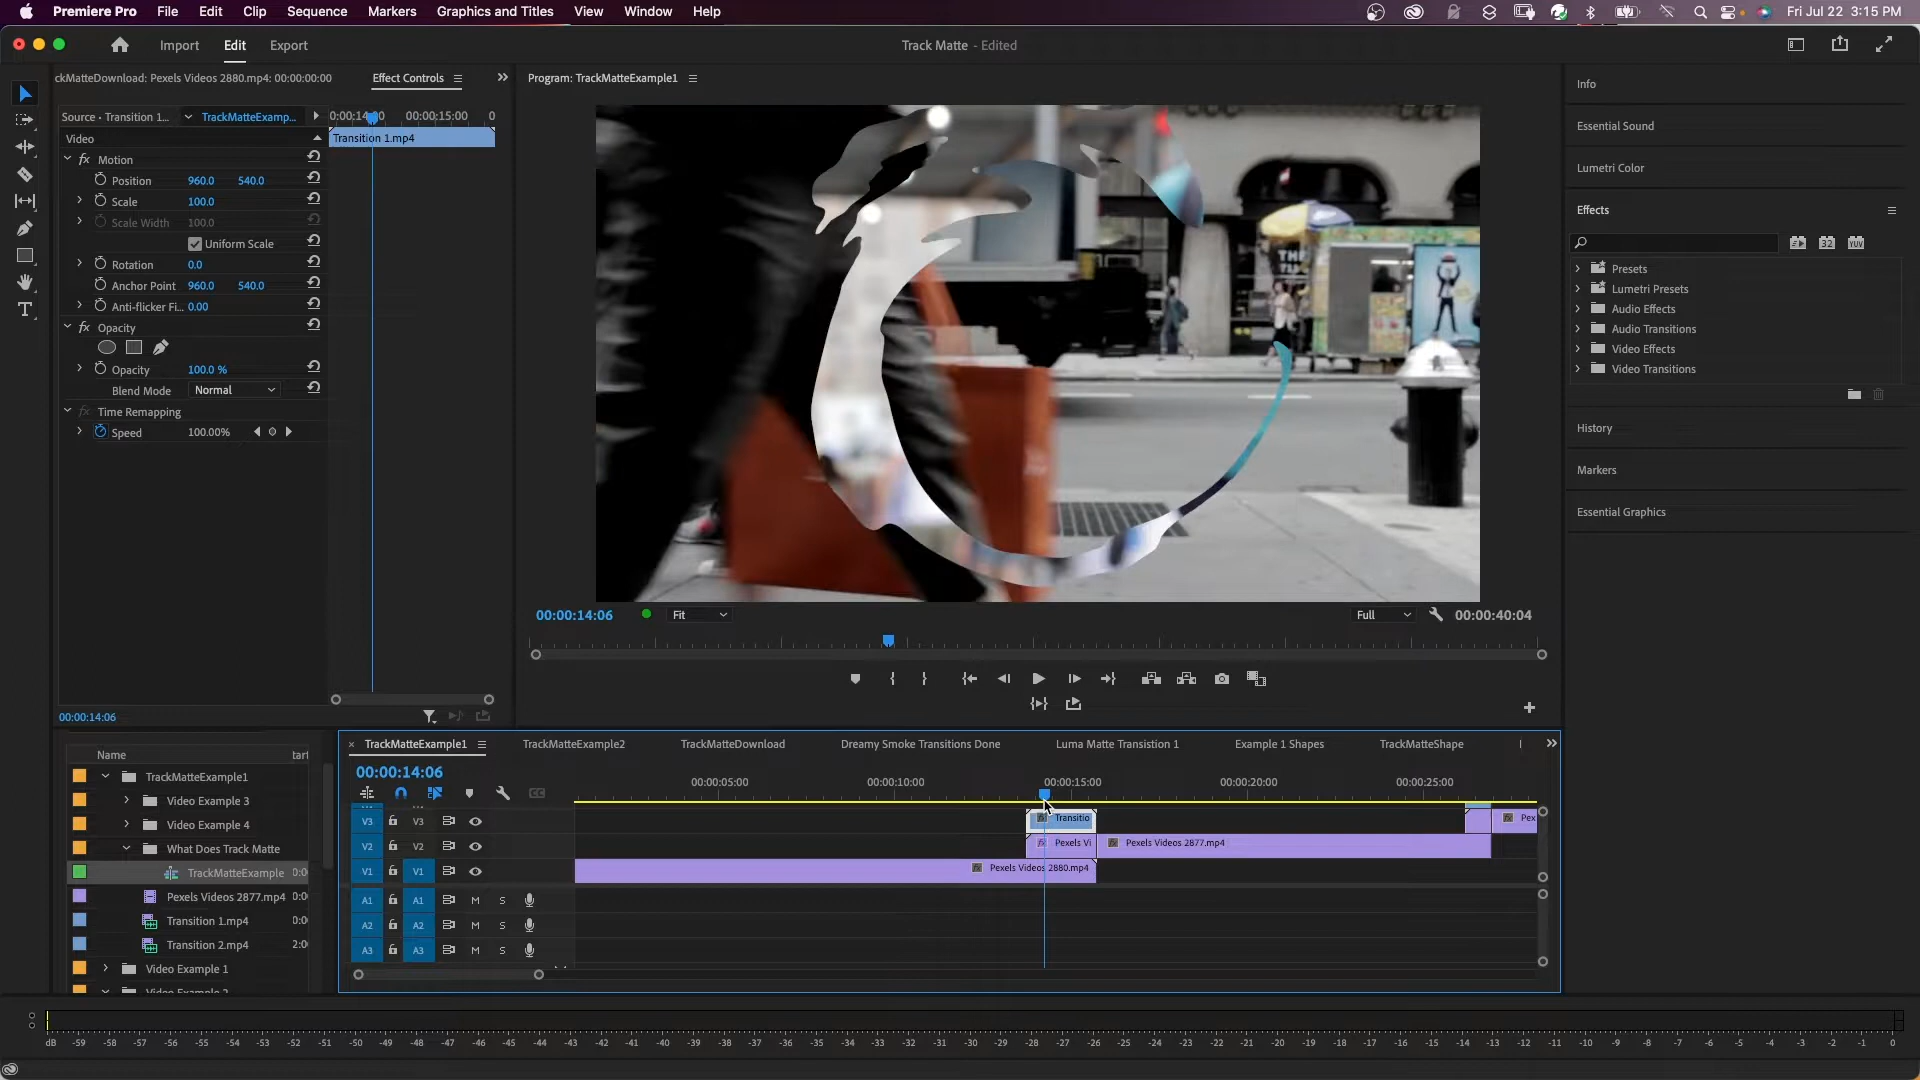 Premiere Pro File Edit Clip Sequence Markers Graphics and Titles View Window Help Fri Jul 22 3:15 PM
Import Edit Export Track Matte - Edited
ckMatteDownload: Pexels Videos 2880.mp4: 00:00:00:00 Effect Controls
Program: TrackMatteExample1
Source • Transition 1... TrackMatteExamp... 00:00:15:00 0
Video
Transition 1.mp4
fx Motion
Position 960.0 540.0
Scale 100.0
Scale Width 100.0
Uniform Scale
Rotation 0.0
Anchor Point 960.0 540.0
Anti-flicker Fi... 0.00
fx Opacity
Opacity 100.0 %
Blend Mode Normal
fx Time Remapping
Speed 100.00%
00:00:14:06
00:00:14:06 Fit Full 00:00:40:04
Info
Essential Sound
Lumetri Color
Effects
32 YUV
Presets
Lumetri Presets
Audio Effects
Audio Transitions
Video Effects
Video Transitions
History
Markers
Essential Graphics
Name tart
TrackMatteExample1
Video Example 3
Video Example 4
What Does Track Matte
TrackMatteExample 0:0
Pexels Videos 2877.mp4 0:0
Transition 1.mp4 0:0
Transition 2.mp4 2:0
Video Example 1
Video Example 2
× TrackMatteExample1 TrackMatteExample2 TrackMatteDownload Dreamy Smoke Transitions Done Luma Matte Transistion 1 Example 1 Shapes TrackMatteShape
00:00:14:06
00:00:05:00 00:00:10:00 00:00:15:00 00:00:20:00 00:00:25:00
V3 V3 Transitio Pex
V2 V2 Pexels Vi Pexels Videos 2877.mp4
V1 V1 Pexels Videos 2880.mp4
A1 A1 M S
A2 A2 M S
A3 A3 M S
dB -59 -58 -57 -56 -55 -54 -53 -52 -51 -50 -49 -48 -47 -46 -45 -44 -43 -42 -41 -40 -39 -38 -37 -36 -35 -34 -33 -32 -31 -30 -29 -28 -27 -26 -25 -24 -23 -22 -21 -20 -19 -18 -17 -16 -15 -14 -13 -12 -11 -10 -9 -8 -7 -6 -5 -4 -3 -2 -1 0